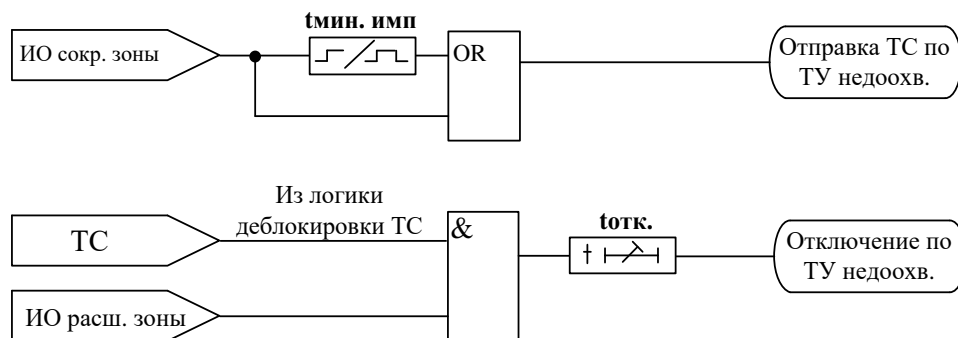 tмин. имп
ИО сокр. зоны
OR
Отправка ТС по
ТУ недоохв.
Из логики
деблокировки ТС
ТС
&
tотк.
Отключение по
ТУ недоохв.
ИО расш. зоны